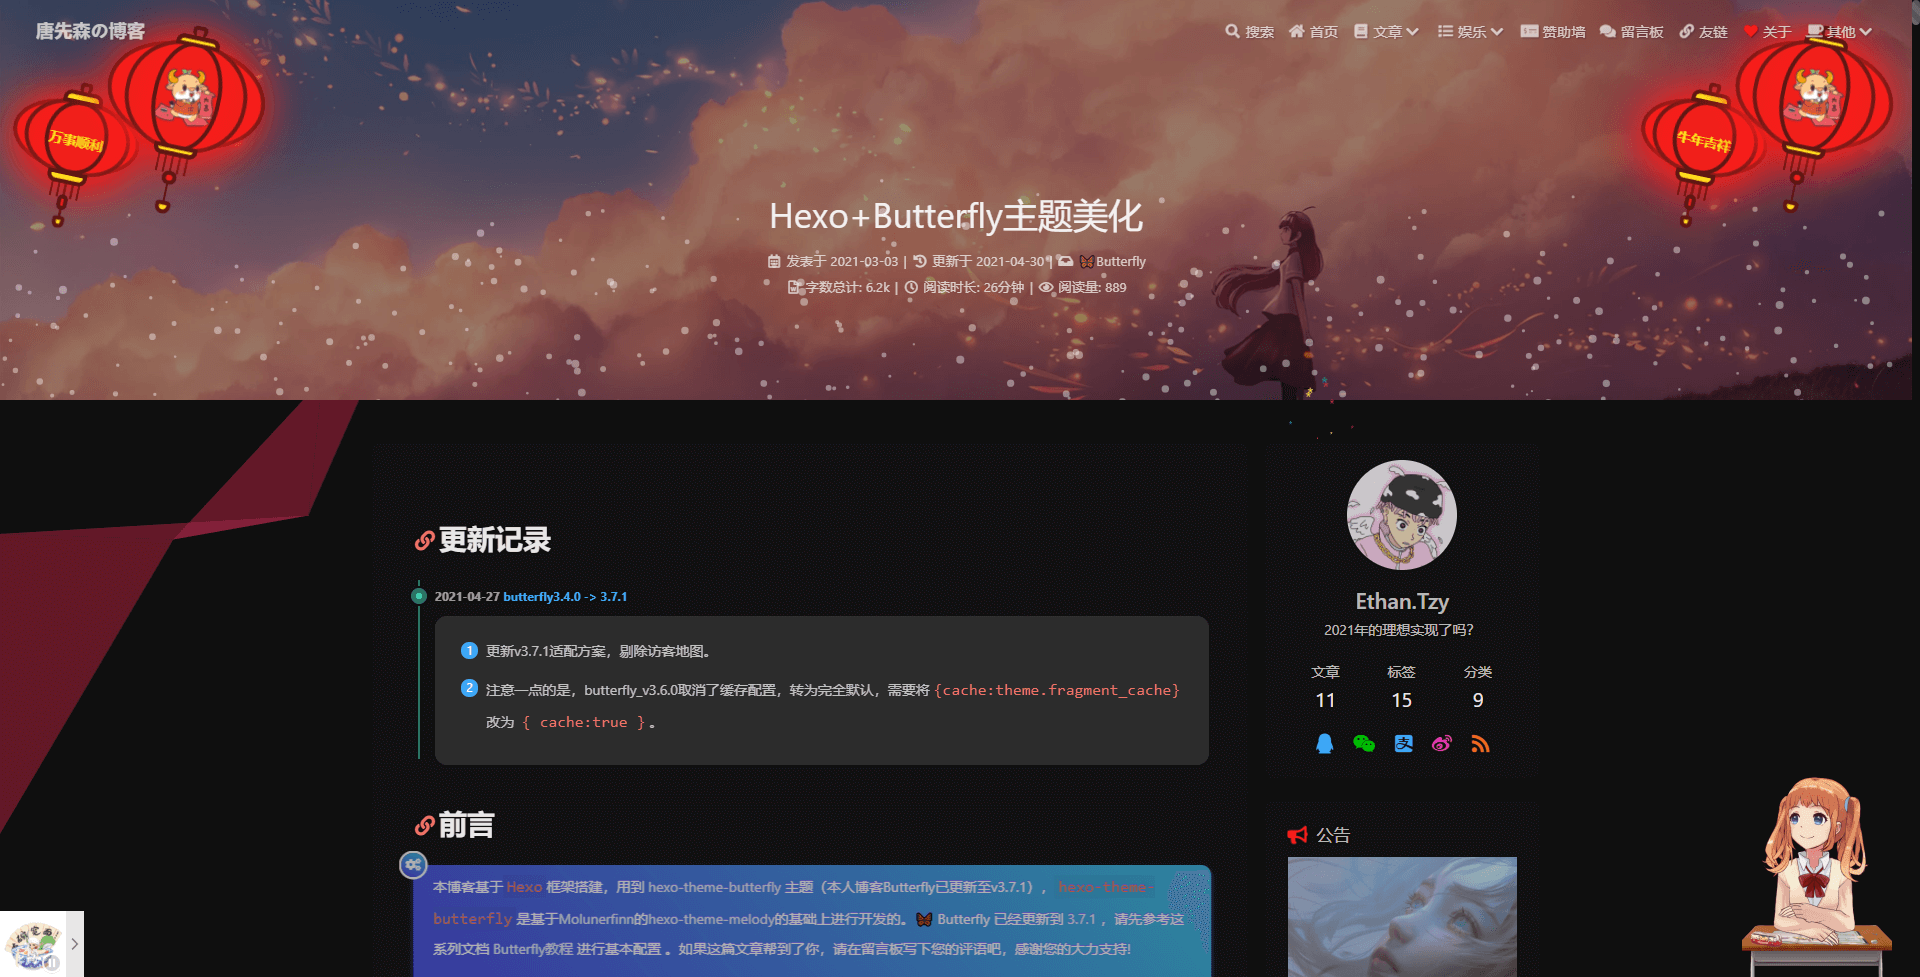 唐先森の博客
搜索 首页 文章 娱乐 赞助墙 留言板 友链 关于 其他
万事顺利
牛年吉祥
Hexo+Butterfly主题美化
发表于 2021-03-03 | 更新于 2021-04-30 | Butterfly
字数总计: 6.2k | 阅读时长: 26分钟 | 阅读量: 889
更新记录
2021-04-27 butterfly3.4.0 -> 3.7.1
1 更新v3.7.1适配方案，剔除访客地图。
2 注意一点的是，butterfly_v3.6.0取消了缓存配置，转为完全默认，需要将 {cache:theme.fragment_cache}
改为 { cache:true } 。
前言
本博客基于 Hexo 框架搭建，用到 hexo-theme-butterfly 主题（本人博客Butterfly已更新至v3.7.1），hexo-theme-
butterfly 是基于Molunerfinn的hexo-theme-melody的基础上进行开发的。 Butterfly 已经更新到 3.7.1 ，请先参考这
系列文档 Butterfly教程 进行基本配置 。如果这篇文章帮到了你，请在留言板写下您的评语吧，感谢您的大力支持!
Ethan.Tzy
2021年的理想实现了吗?
文章 标签 分类
11 15 9
支
公告